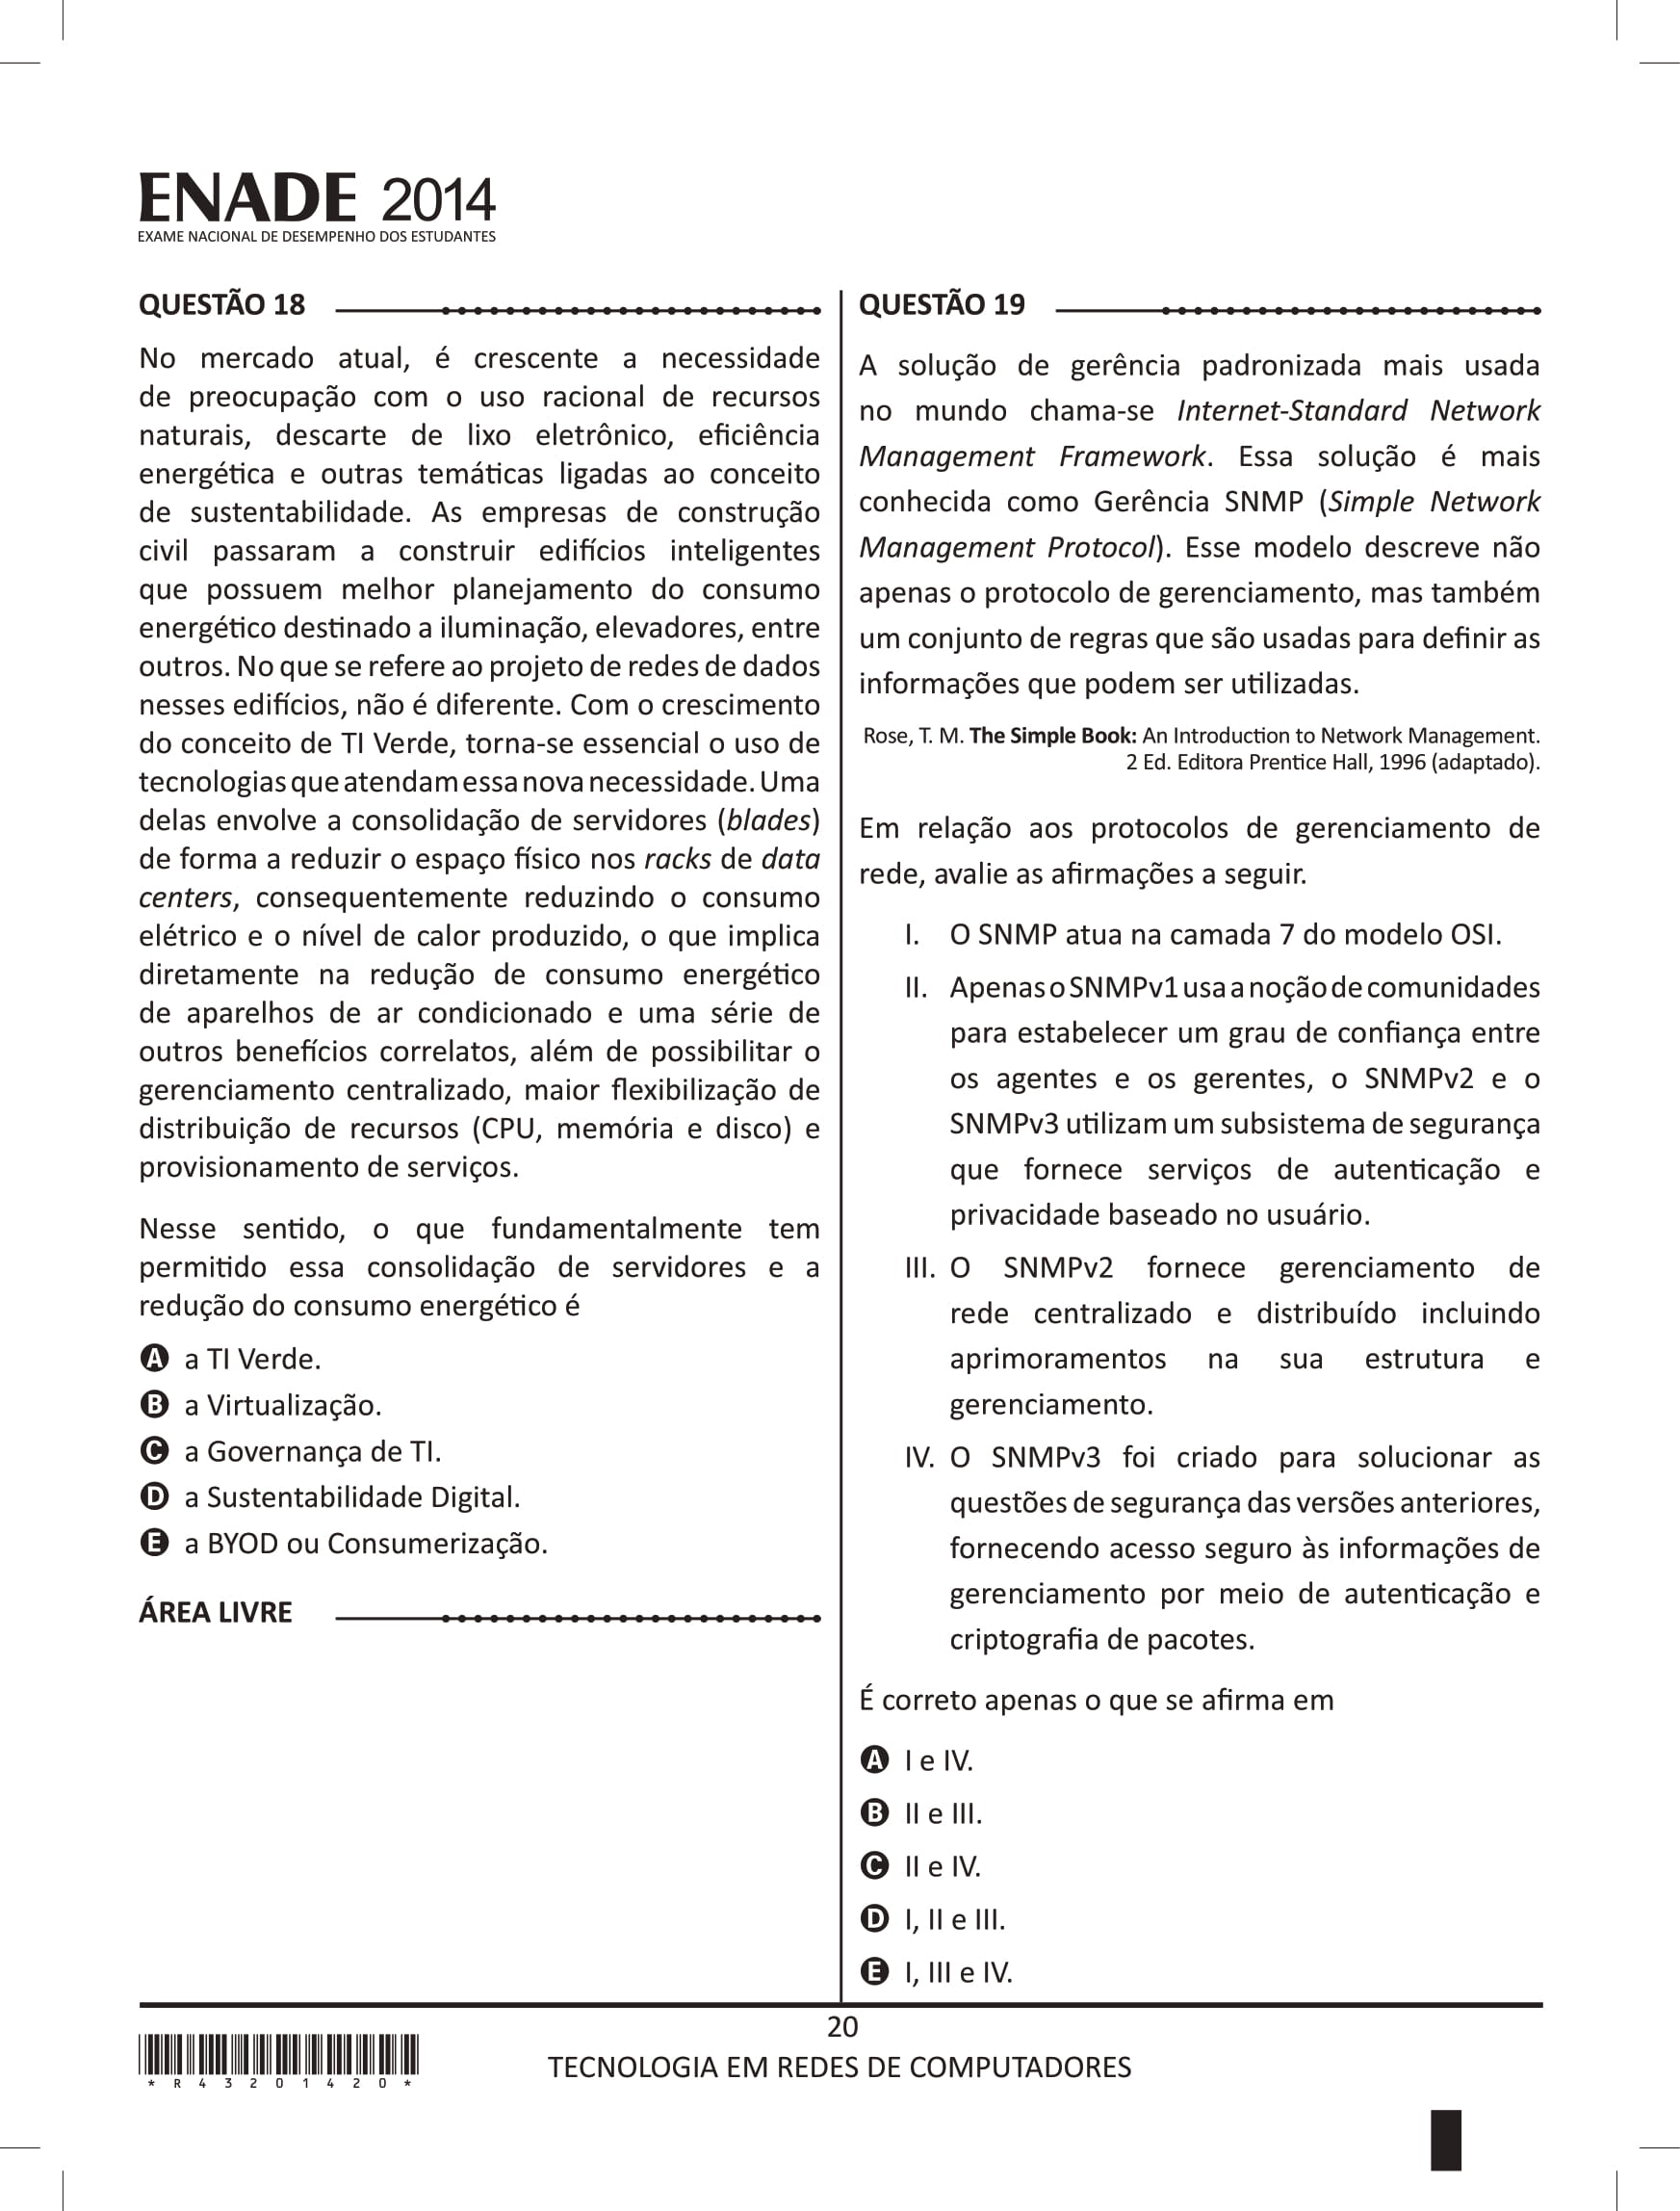 ENADE 2014
EXAME NACIONAL DE DESEMPENHO DOS ESTUDANTES
QUESTÃO 18
No mercado atual, é crescente a necessidade
de preocupação com o uso racional de recursos
naturais, descarte de lixo eletrônico, eficiência
energética e outras temáticas ligadas ao conceito
de sustentabilidade. As empresas de construção
civil passaram a construir edifícios inteligentes
que possuem melhor planejamento do consumo
energético destinado a iluminação, elevadores, entre
outros. No que se refere ao projeto de redes de dados
nesses edifícios, não é diferente. Com o crescimento
do conceito de TI Verde, torna-se essencial o uso de
tecnologias que atendam essa nova necessidade. Uma
delas envolve a consolidação de servidores (blades)
de forma a reduzir o espaço físico nos racks de data
centers, consequentemente reduzindo o consumo
elétrico e o nível de calor produzido, o que implica
diretamente na redução de consumo energético
de aparelhos de ar condicionado e uma série de
outros benefícios correlatos, além de possibilitar o
gerenciamento centralizado, maior flexibilização de
distribuição de recursos (CPU, memória e disco) e
provisionamento de serviços.
Nesse sentido, o que fundamentalmente tem
permitido essa consolidação de servidores e a
redução do consumo energético é
A a TI Verde.
B a Virtualização.
C a Governança de TI.
D a Sustentabilidade Digital.
E a BYOD ou Consumerização.
ÁREA LIVRE
QUESTÃO 19
A solução de gerência padronizada mais usada
no mundo chama-se Internet-Standard Network
Management Framework. Essa solução é mais
conhecida como Gerência SNMP (Simple Network
Management Protocol). Esse modelo descreve não
apenas o protocolo de gerenciamento, mas também
um conjunto de regras que são usadas para definir as
informações que podem ser utilizadas.
Rose, T. M. The Simple Book: An Introduction to Network Management.
2 Ed. Editora Prentice Hall, 1996 (adaptado).
Em relação aos protocolos de gerenciamento de
rede, avalie as afirmações a seguir.
I. O SNMP atua na camada 7 do modelo OSI.
II. Apenas o SNMPv1 usa a noção de comunidades
para estabelecer um grau de confiança entre
os agentes e os gerentes, o SNMPv2 e o
SNMPv3 utilizam um subsistema de segurança
que fornece serviços de autenticação e
privacidade baseado no usuário.
III. O SNMPv2 fornece gerenciamento de
rede centralizado e distribuído incluindo
aprimoramentos na sua estrutura e
gerenciamento.
IV. O SNMPv3 foi criado para solucionar as
questões de segurança das versões anteriores,
fornecendo acesso seguro às informações de
gerenciamento por meio de autenticação e
criptografia de pacotes.
É correto apenas o que se afirma em
A I e IV.
B II e III.
C II e IV.
D I, II e III.
E I, III e IV.
20
TECNOLOGIA EM REDES DE COMPUTADORES
* R 4 3 2 0 1 4 2 0 *